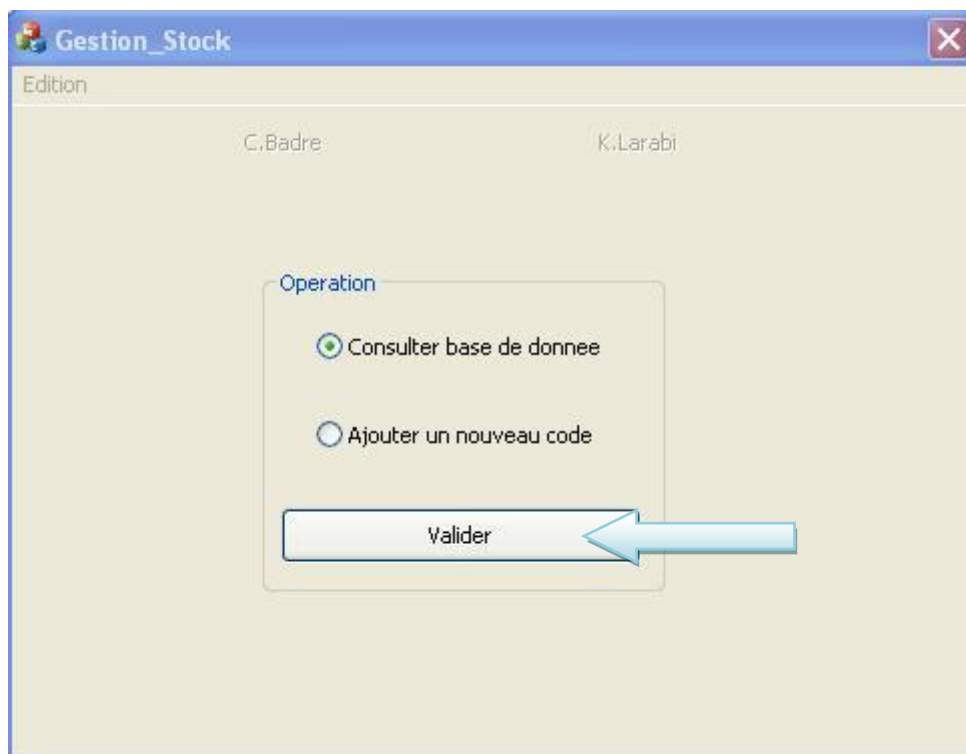 Gestion_Stock
Edition
C.Badre K.Larabi
Operation
Consulter base de donnee
Ajouter un nouveau code
Valider